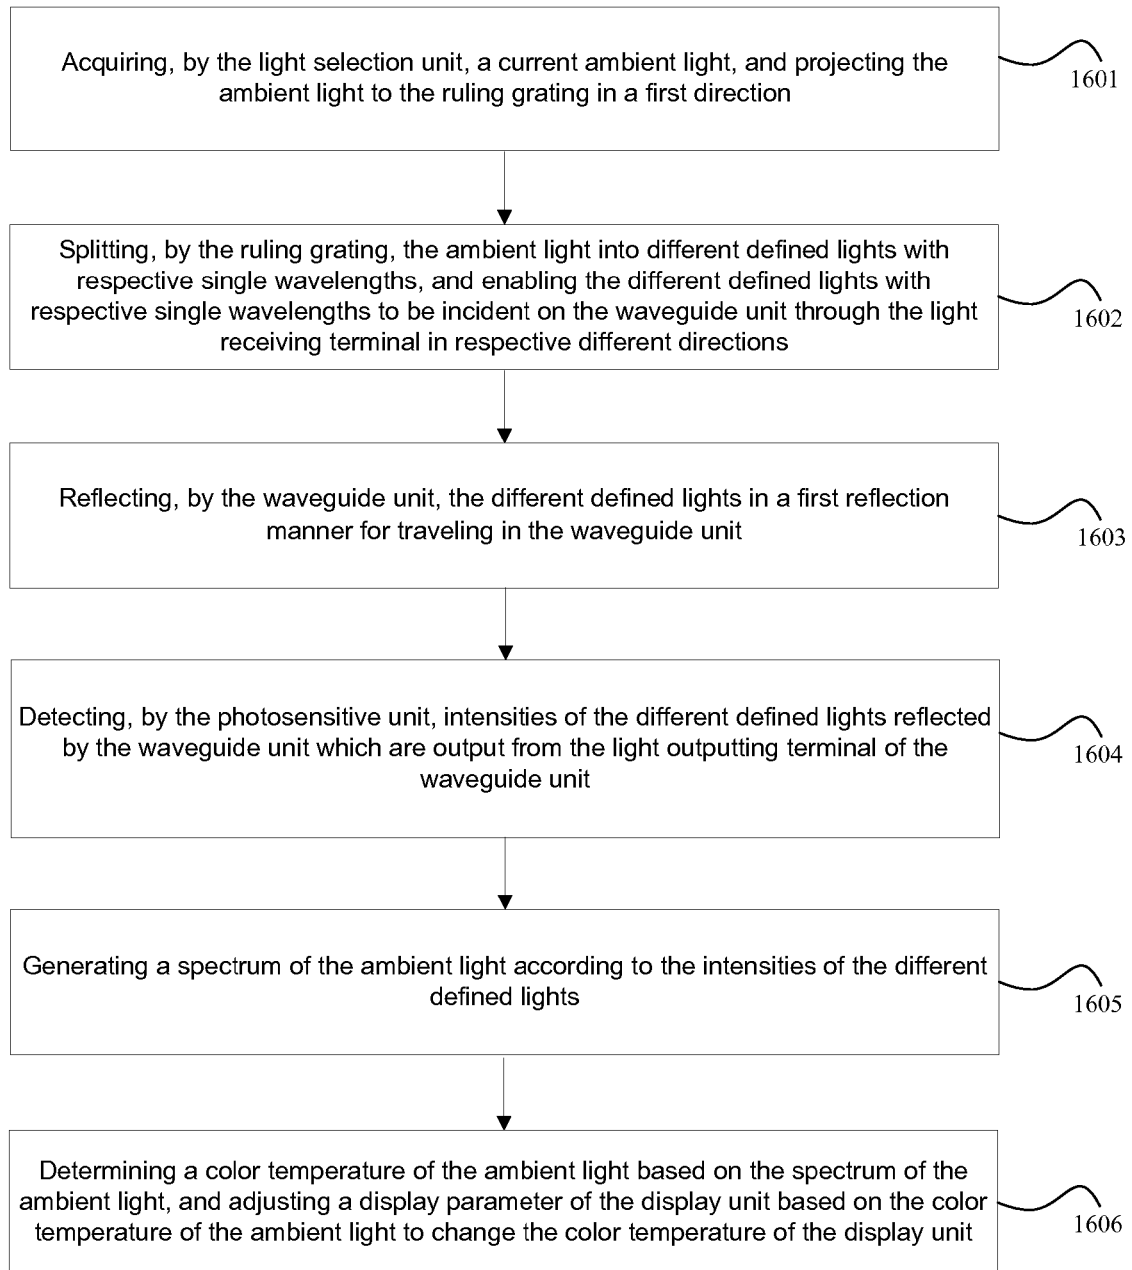 Acquiring, by the light selection unit, a current ambient light, and projecting the
ambient light to the ruling grating in a first direction
1601
Splitting, by the ruling grating, the ambient light into different defined lights with
respective single wavelengths, and enabling the different defined lights with
respective single wavelengths to be incident on the waveguide unit through the light
receiving terminal in respective different directions
1602
Reflecting, by the waveguide unit, the different defined lights in a first reflection
manner for traveling in the waveguide unit
1603
Detecting, by the photosensitive unit, intensities of the different defined lights reflected
by the waveguide unit which are output from the light outputting terminal of the
waveguide unit
1604
Generating a spectrum of the ambient light according to the intensities of the different
defined lights
1605
Determining a color temperature of the ambient light based on the spectrum of the
ambient light, and adjusting a display parameter of the display unit based on the color
temperature of the ambient light to change the color temperature of the display unit
1606